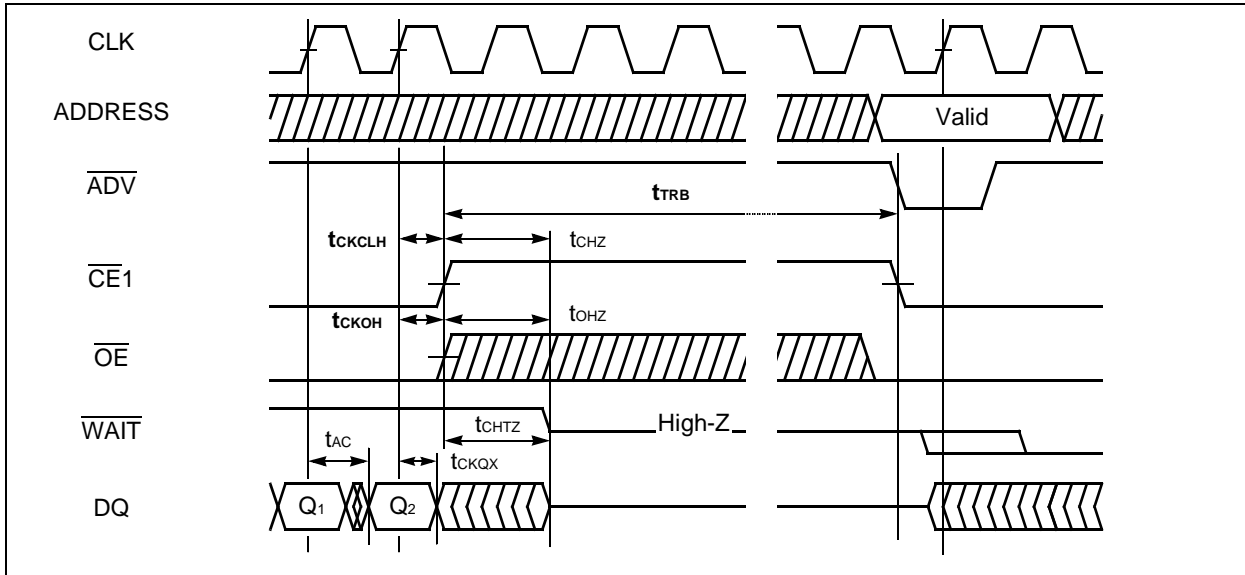 CLK
ADDRESS
Valid
ADV
tTRB
tCKCLH
tCHZ
CE1
tCKOH
tOHZ
OE
WAIT
tCHTZ
High-Z
tAC
tCKQX
DQ
Q1
Q2